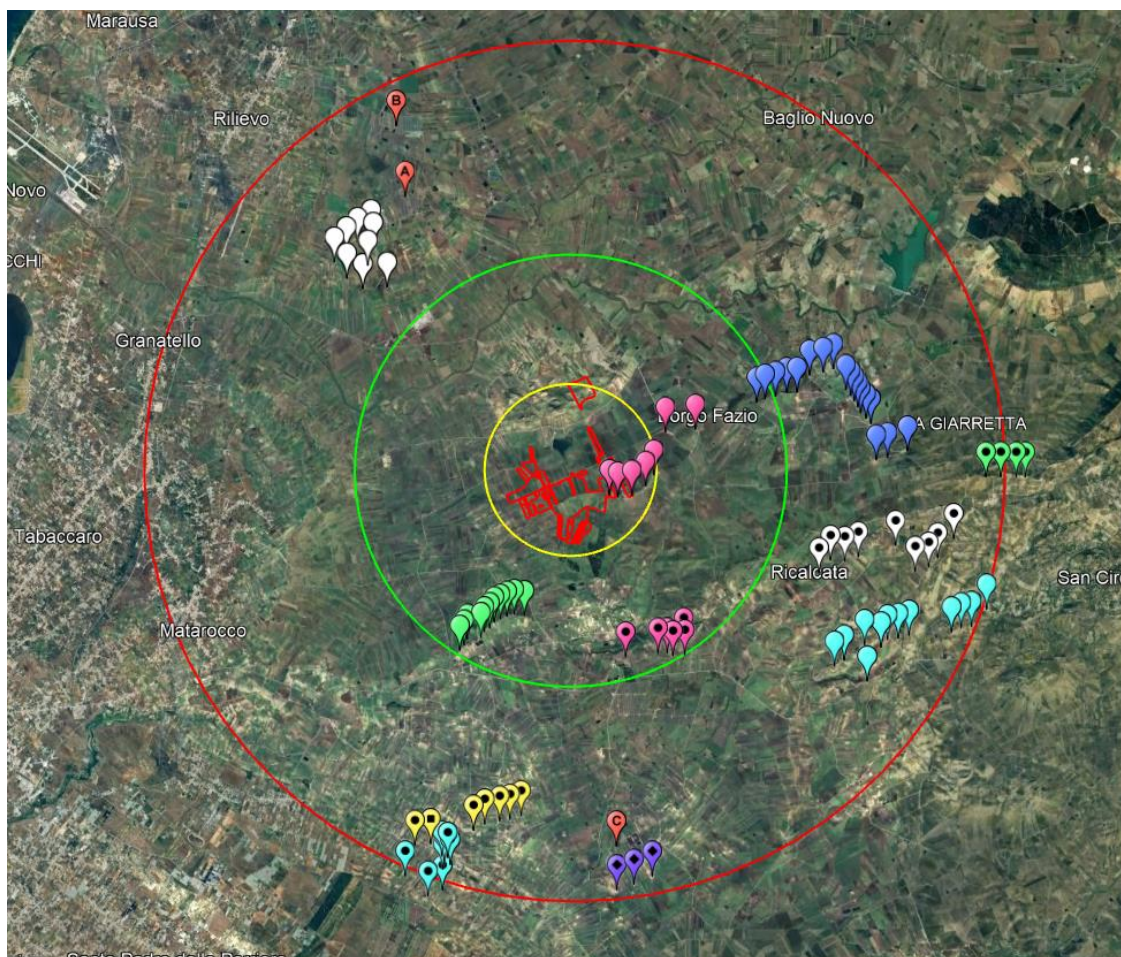 Marausa
B
Rilievo
Baglio Nuovo
A
Novo
CCHI
Granatello
Borgo Fazio
A GIARRETTA
Tabaccaro
Ricalcata
San Ciro
Matarocco
C